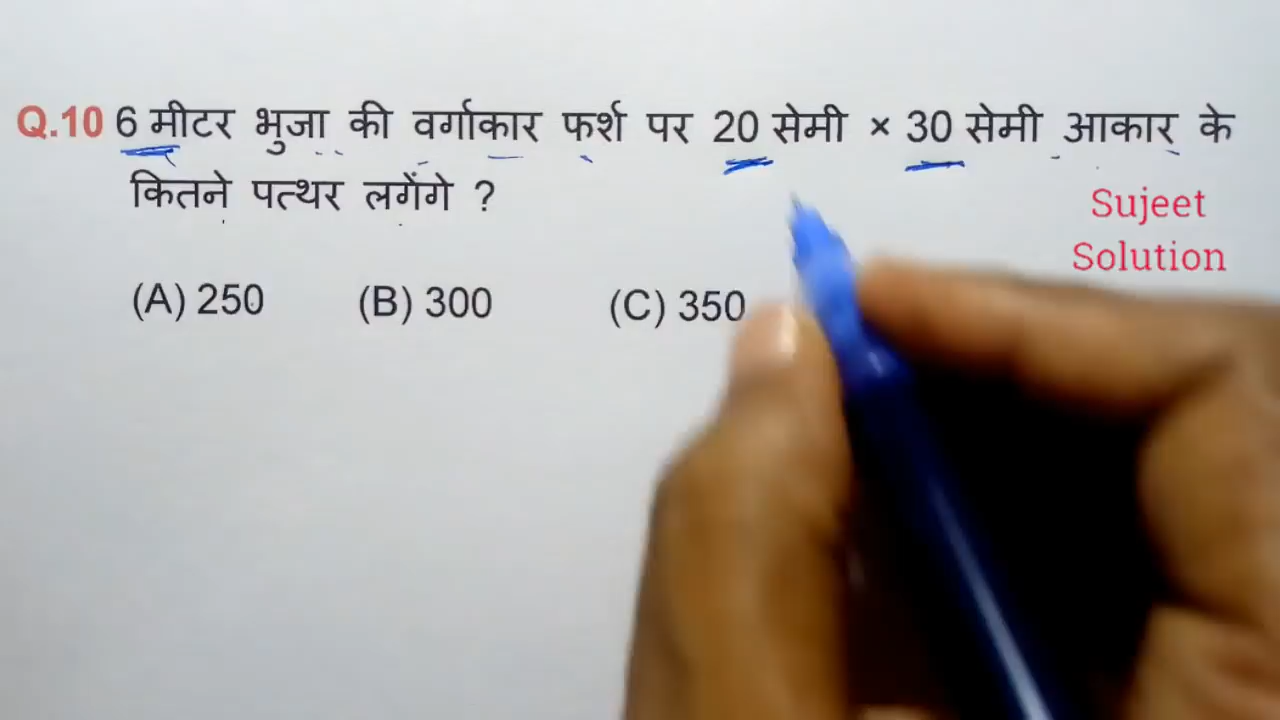 Q.10 6 मीटर भुजा की वर्गाकार फर्श पर 20 सेमी × 30 सेमी आकार के
कितने पत्थर लगेंगे ?
Sujeet
Solution
(A) 250 (B) 300 (C) 350